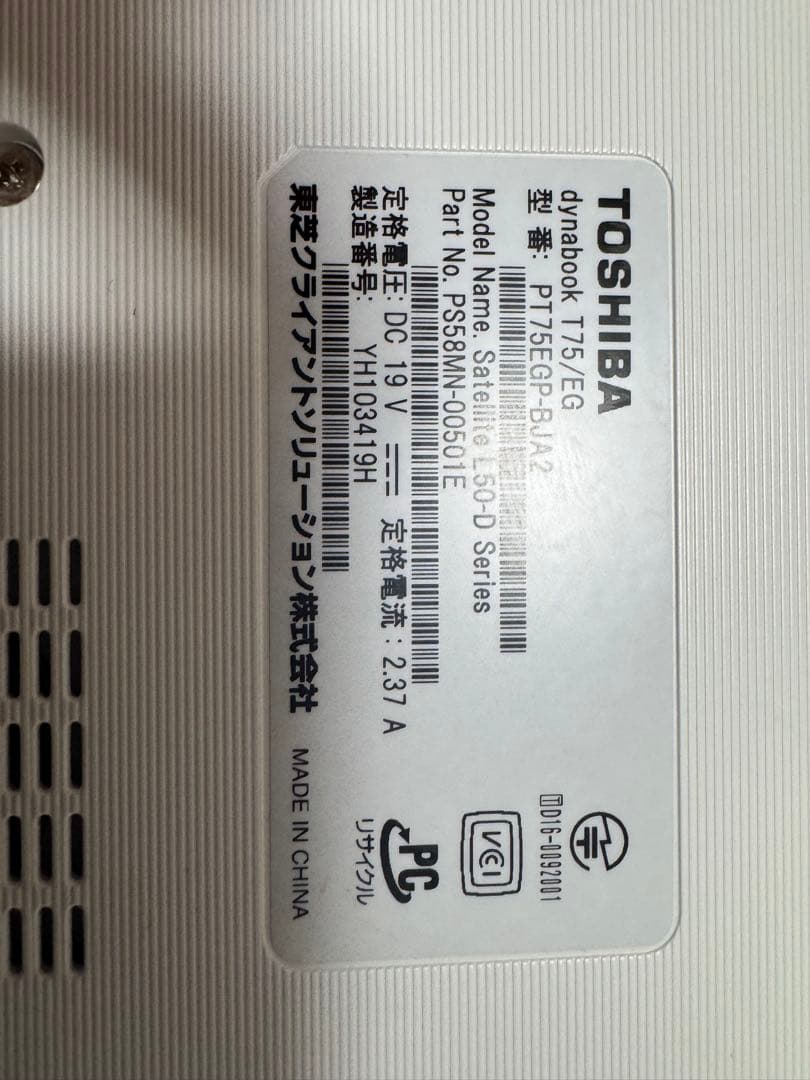 TOSHIBA
dynabook T75/EG
型 番: PT75EGP-BJA2
Model Name. Satellite L50-D Series
Part No. PS58MN-00501E
定格電圧: DC 19 V 定格電流: 2.37 A
製造番号: YH103419H
東芝クライアントソリューション株式会社 MADE IN CHINA
T D16-0092001
VCCI
PC
リサイクル